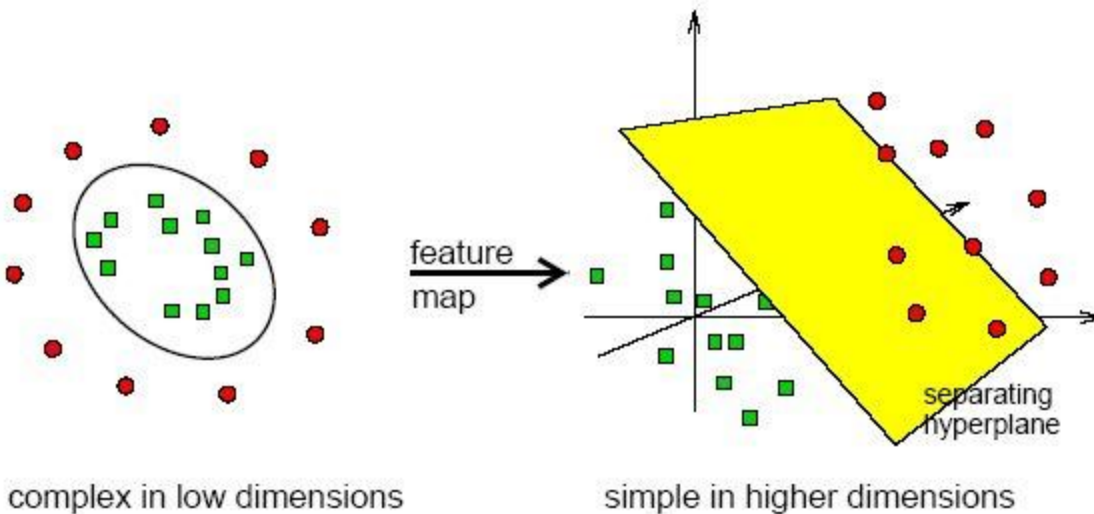 feature
map
separating
hyperplane
complex in low dimensions
simple in higher dimensions